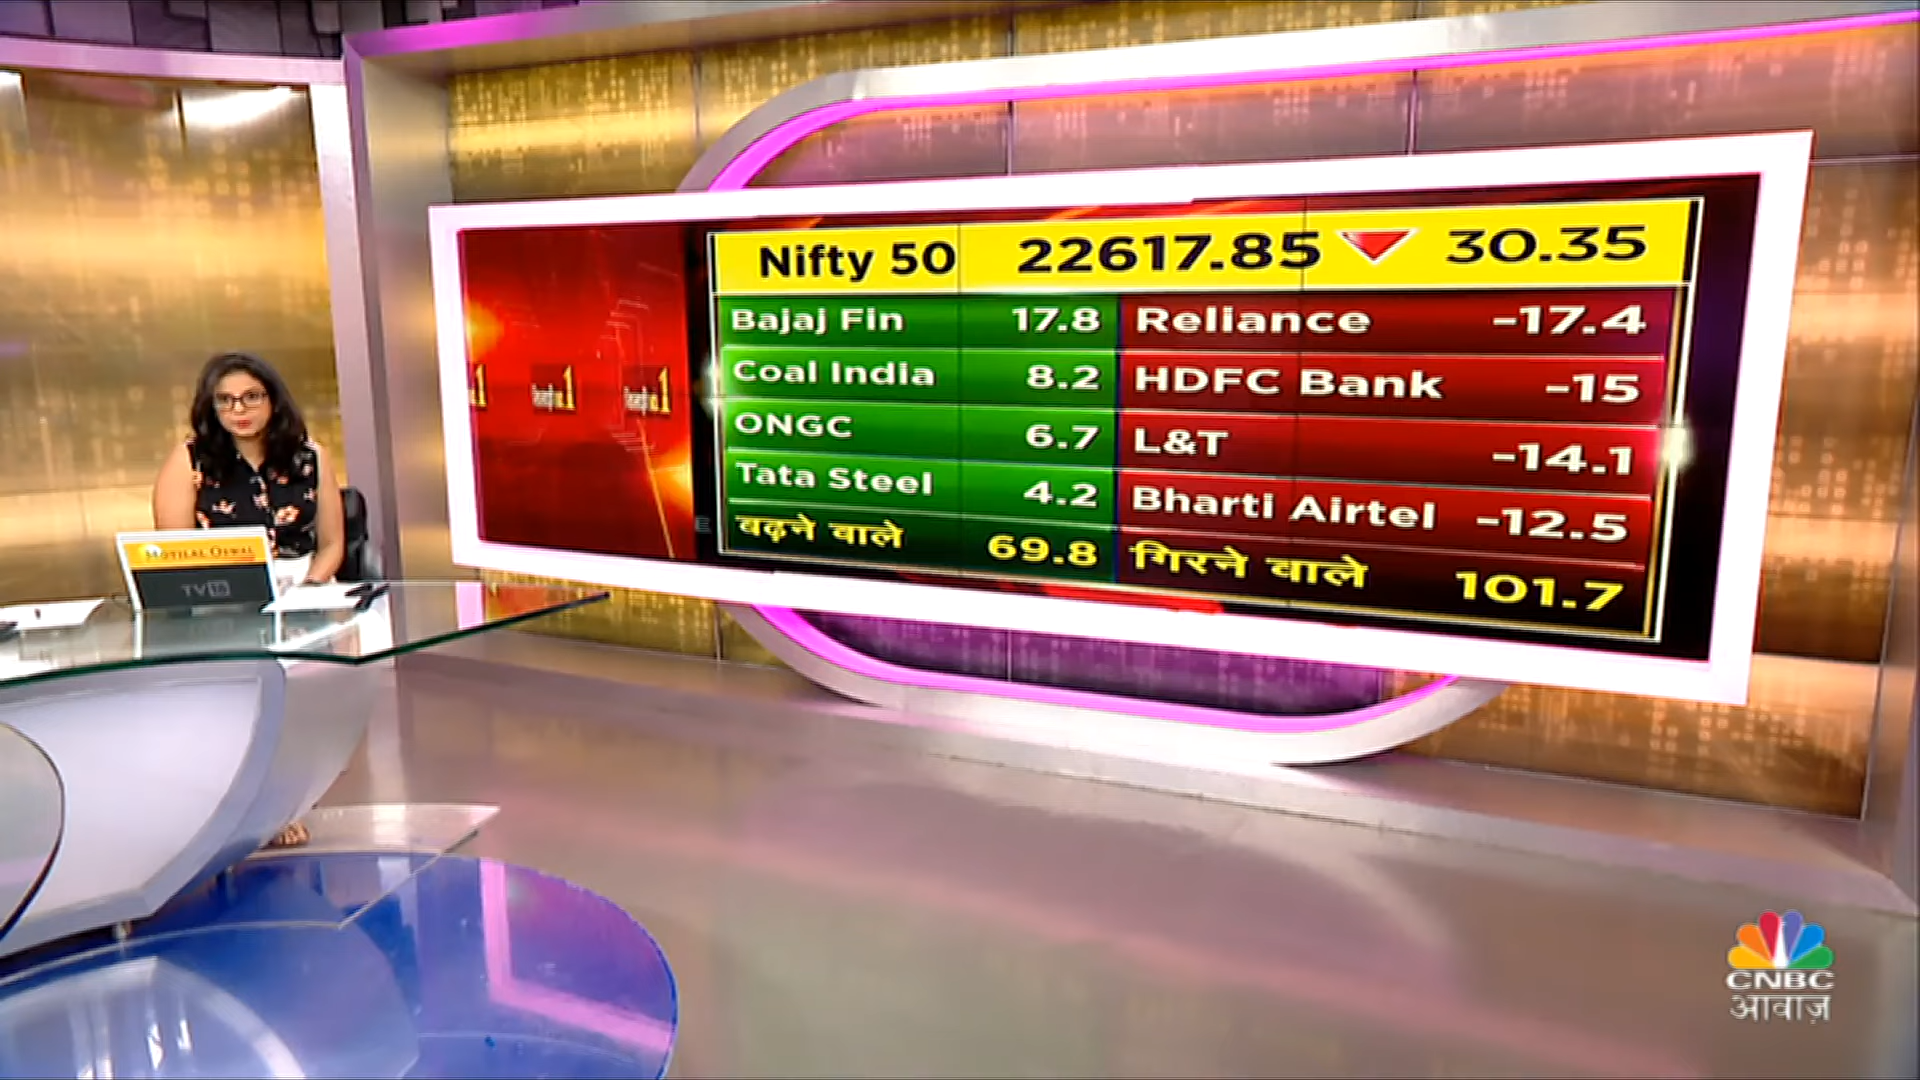 Nifty 50 22617.85 30.35
Bajaj Fin 17.8 Reliance -17.4
Coal India 8.2 HDFC Bank -15
ONGC 6.7 L&T -14.1
Tata Steel 4.2 Bharti Airtel -12.5
बढ़ने वाले 69.8 गिरने वाले 101.7
MOTILAL OSWAL
TV18
CNBC
आवाज़